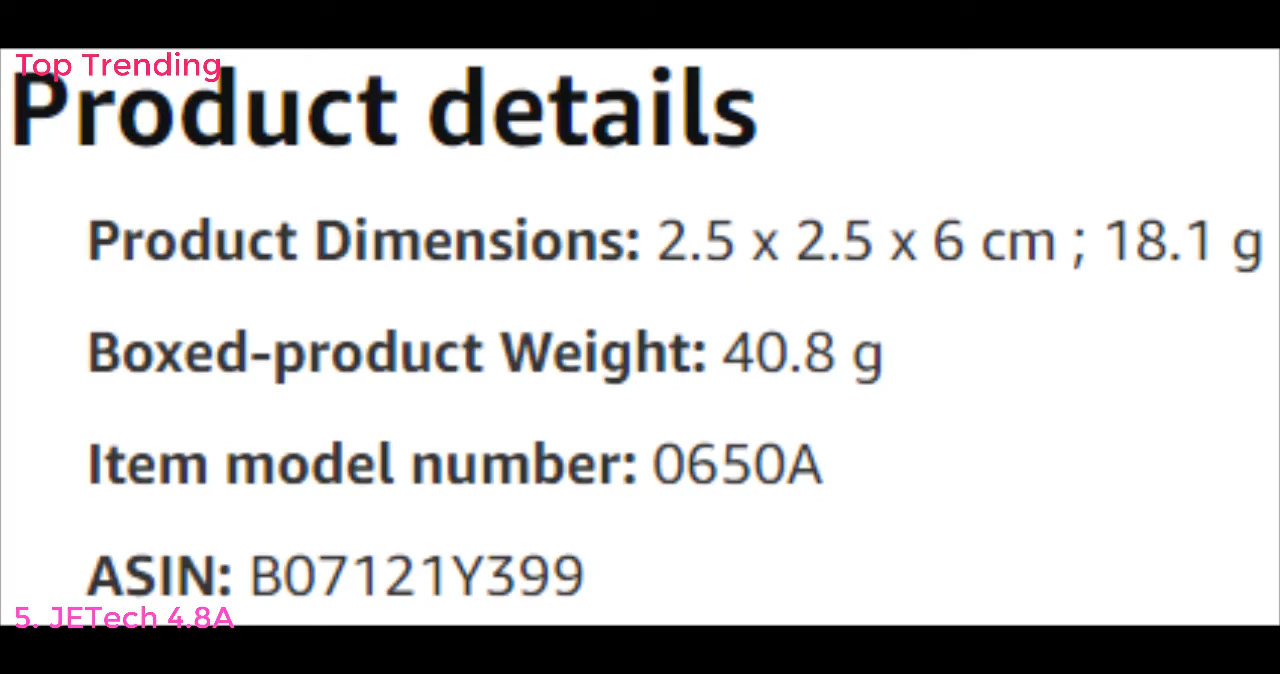 Top Trending
Product details
Product Dimensions: 2.5 x 2.5 x 6 cm ; 18.1 g
Boxed-product Weight: 40.8 g
Item model number: 0650A
ASIN: B07121Y399
5. JETech 4.8A